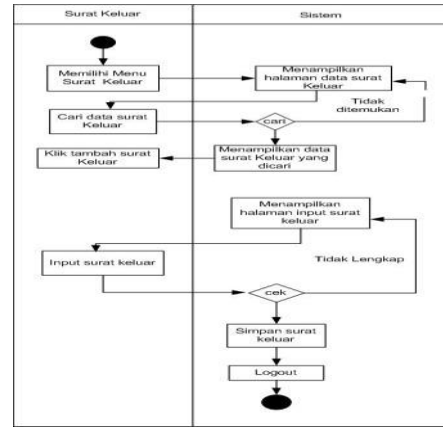 Surat Keluar
Sistem
Memilihi Menu
Surat Keluar
Menampilkan
halaman data surat
Keluar
Tidak
ditemukan
Cari data surat
Keluar
cari
Klik tambah surat
Keluar
Menampilkan data
surat Keluar yang
dicari
Menampilkan
halaman input surat
keluar
Input surat keluar
Tidak Lengkap
cek
Simpan surat
keluar
Logout